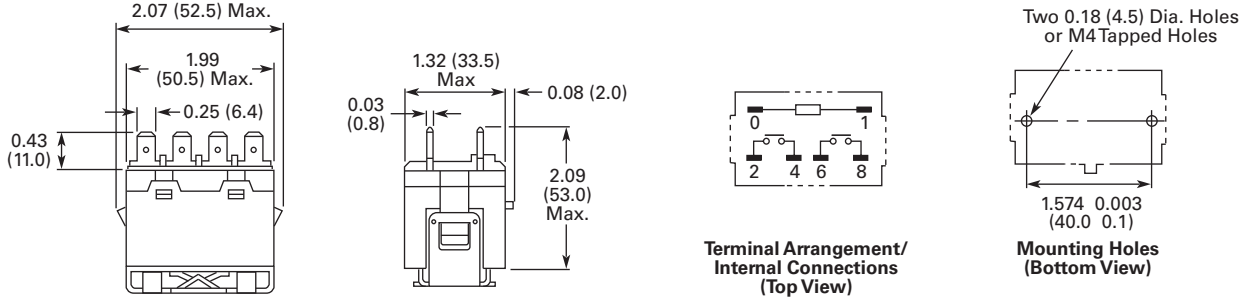 2.07 (52.5) Max.
1.99
(50.5) Max.
0.25 (6.4)
0.43
(11.0)
1.32 (33.5)
Max
0.03
(0.8)
0.08 (2.0)
2.09
(53.0)
Max.
0 1
2 4 6 8
Terminal Arrangement/
Internal Connections
(Top View)
Two 0.18 (4.5) Dia. Holes
or M4 Tapped Holes
1.574 0.003
(40.0 0.1)
Mounting Holes
(Bottom View)